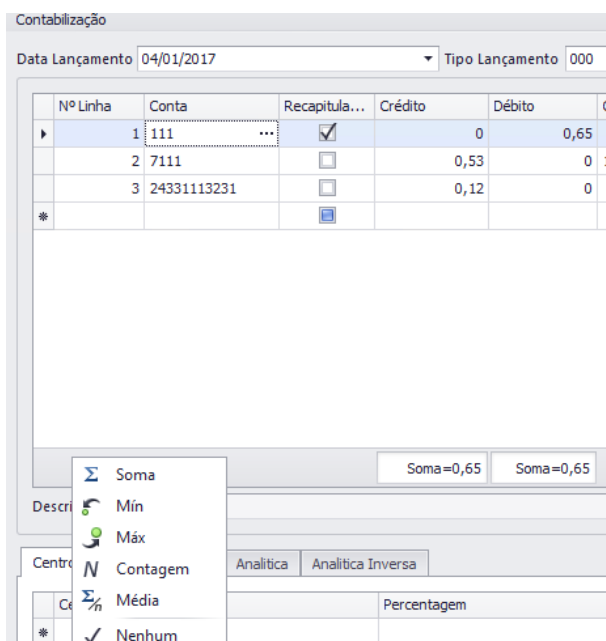 Contabilização
Data Lançamento 04/01/2017 Tipo Lançamento 000
Nº Linha Conta Recapitula... Crédito Débito
1 111 ... 0 0,65
2 7111 0,53 0
3 24331113231 0,12 0
Soma=0,65 Soma=0,65
Σ Soma
Descri
Mín
Máx
Centro Analitica Analitica Inversa
N Contagem
Σ/n Média
Ce Percentagem
Nenhum